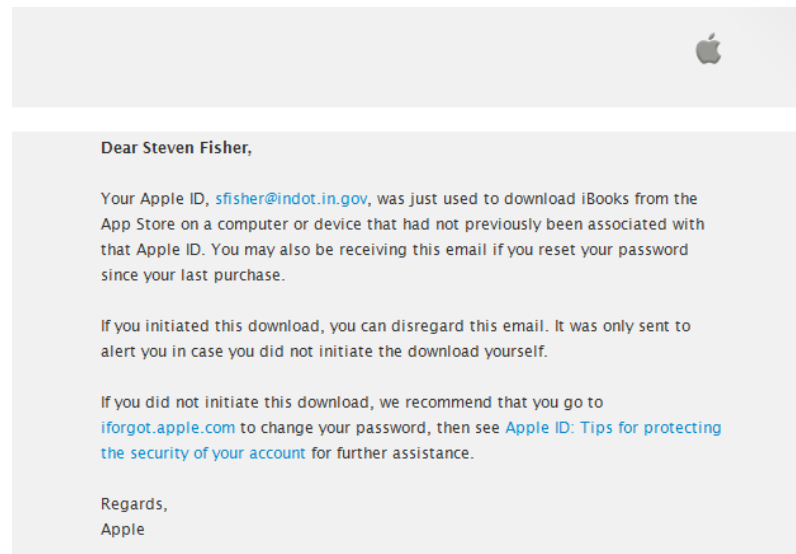 Dear Steven Fisher,
Your Apple ID, sfisher@indot.in.gov, was just used to download iBooks from the
App Store on a computer or device that had not previously been associated with
that Apple ID. You may also be receiving this email if you reset your password
since your last purchase.
If you initiated this download, you can disregard this email. It was only sent to
alert you in case you did not initiate the download yourself.
If you did not initiate this download, we recommend that you go to
iforgot.apple.com to change your password, then see Apple ID: Tips for protecting
the security of your account for further assistance.
Regards,
Apple